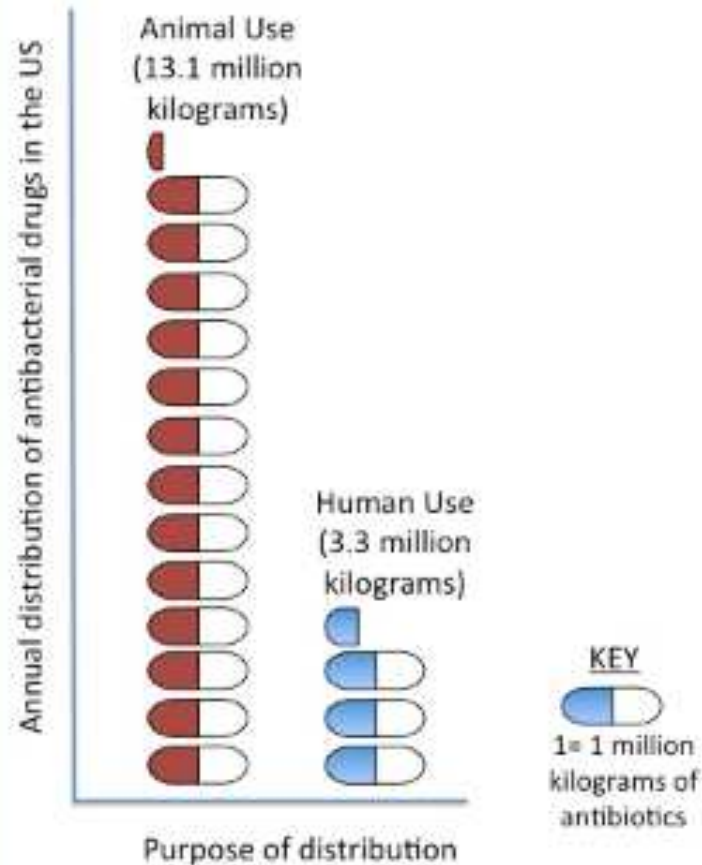 Annual distribution of antibacterial drugs in the US
Animal Use
(13.1 million
kilograms)
Human Use
(3.3 million
kilograms)
KEY
1= 1 million
kilograms of
antibiotics
Purpose of distribution